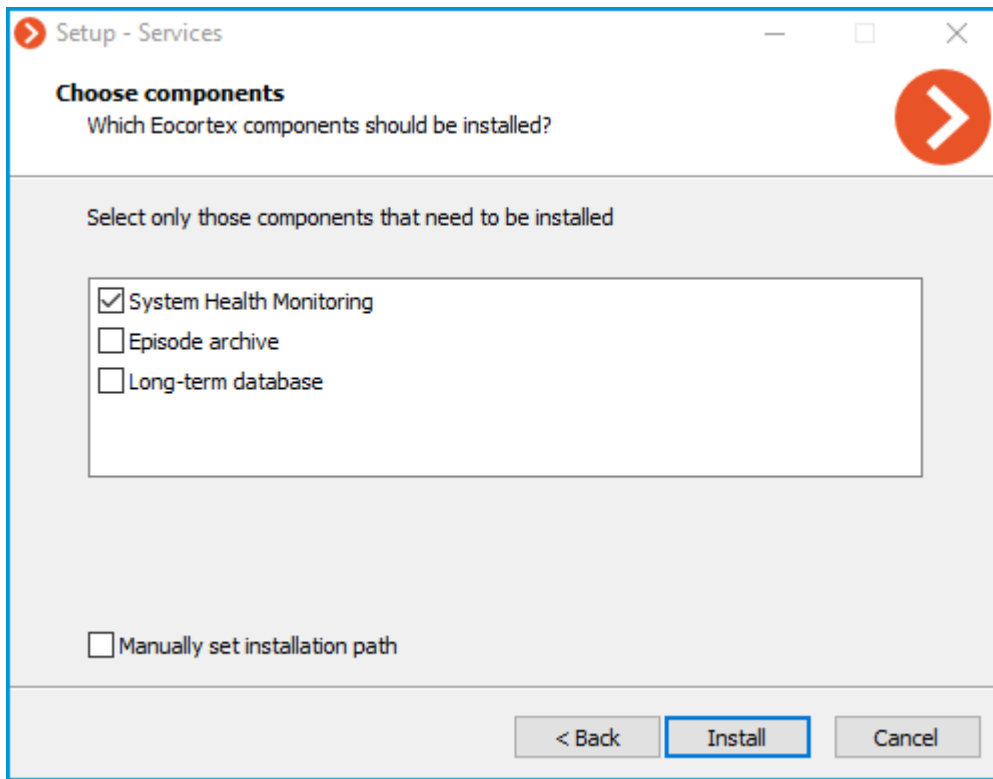 Setup - Services
Choose components
Which Eocortex components should be installed?
Select only those components that need to be installed
System Health Monitoring
Episode archive
Long-term database
Manually set installation path
< Back
Install
Cancel